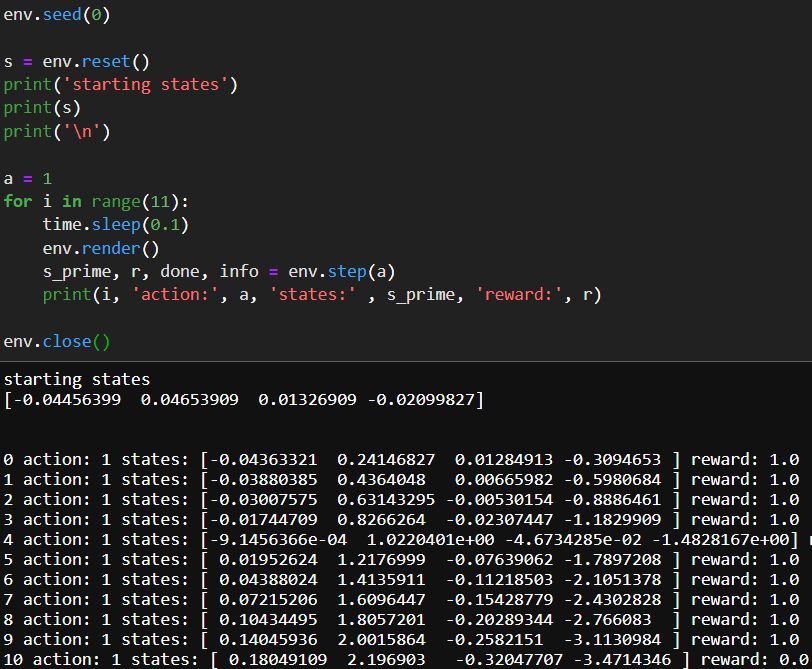 env.seed(0)
s = env.reset()
print('starting states')
print(s)
print('\n')
a = 1
for i in range(11):
    time.sleep(0.1)
    env.render()
    s_prime, r, done, info = env.step(a)
    print(i, 'action:', a, 'states:' , s_prime, 'reward:', r)
env.close()
starting states
[-0.04456399  0.04653909  0.01326909 -0.02099827]
0 action: 1 states: [-0.04363321  0.24146827  0.01284913 -0.3094653 ] reward: 1.0
1 action: 1 states: [-0.03880385  0.4364048   0.00665982 -0.5980684 ] reward: 1.0
2 action: 1 states: [-0.03007575  0.63143295 -0.00530154 -0.8886461 ] reward: 1.0
3 action: 1 states: [-0.01744709  0.8266264  -0.02307447 -1.1829909 ] reward: 1.0
4 action: 1 states: [-9.1456366e-04  1.0220401e+00 -4.6734285e-02 -1.4828167e+00]
5 action: 1 states: [ 0.01952624  1.2176999  -0.07639062 -1.7897208 ] reward: 1.0
6 action: 1 states: [ 0.04388024  1.4135911  -0.11218503 -2.1051378 ] reward: 1.0
7 action: 1 states: [ 0.07215206  1.6096447  -0.15428779 -2.4302828 ] reward: 1.0
8 action: 1 states: [ 0.10434495  1.8057201  -0.20289344 -2.766083  ] reward: 1.0
9 action: 1 states: [ 0.14045936  2.0015864  -0.2582151  -3.1130984 ] reward: 1.0
10 action: 1 states: [ 0.18049109  2.196903   -0.32047707 -3.4714346 ] reward: 0.0